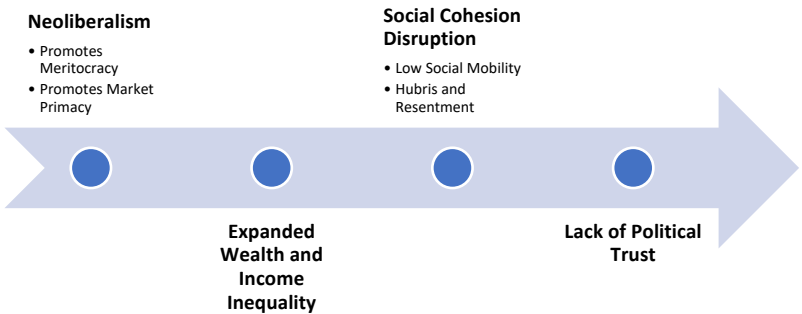 Neoliberalism
• Promotes
Meritocracy
• Promotes Market
Primacy
Expanded
Wealth and
Income
Inequality
Social Cohesion
Disruption
• Low Social Mobility
• Hubris and
Resentment
Lack of Political
Trust